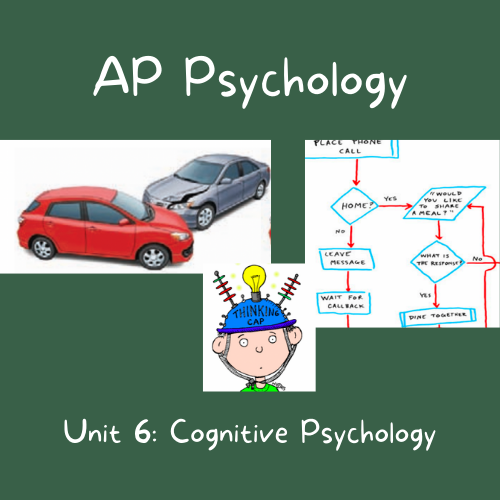 AP Psychology
PLACE PHONE
CALL
HOME?
YES
"WOULD
YOU LIKE
TO SHARE
A MEAL?"
NO
LEAVE
MESSAGE
WHAT IS
THE RESPONSE?
NO
WAIT FOR
CALLBACK
YES
DINE TOGETHER
THINKING
CAP
Unit 6: Cognitive Psychology